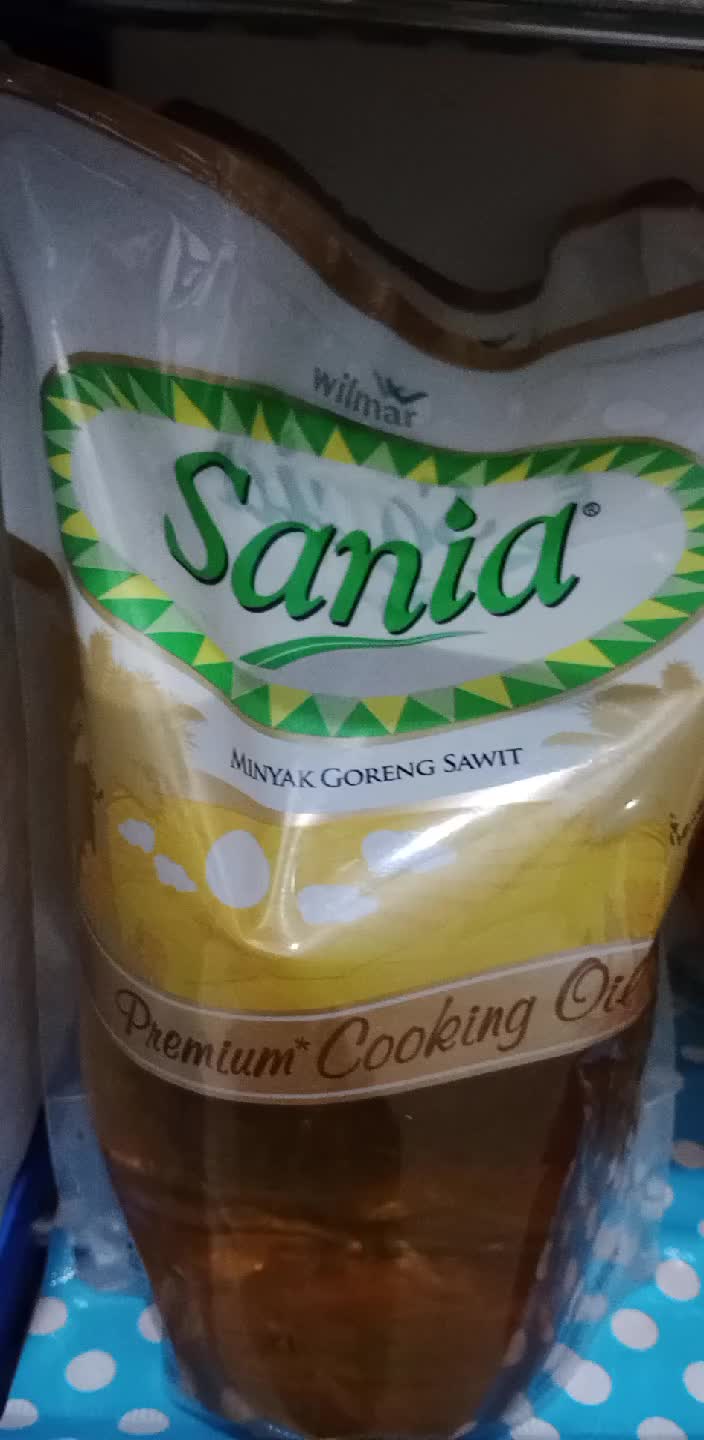 wilmar
Sania®
MINYAK GORENG SAWIT
Premium* Cooking Oil